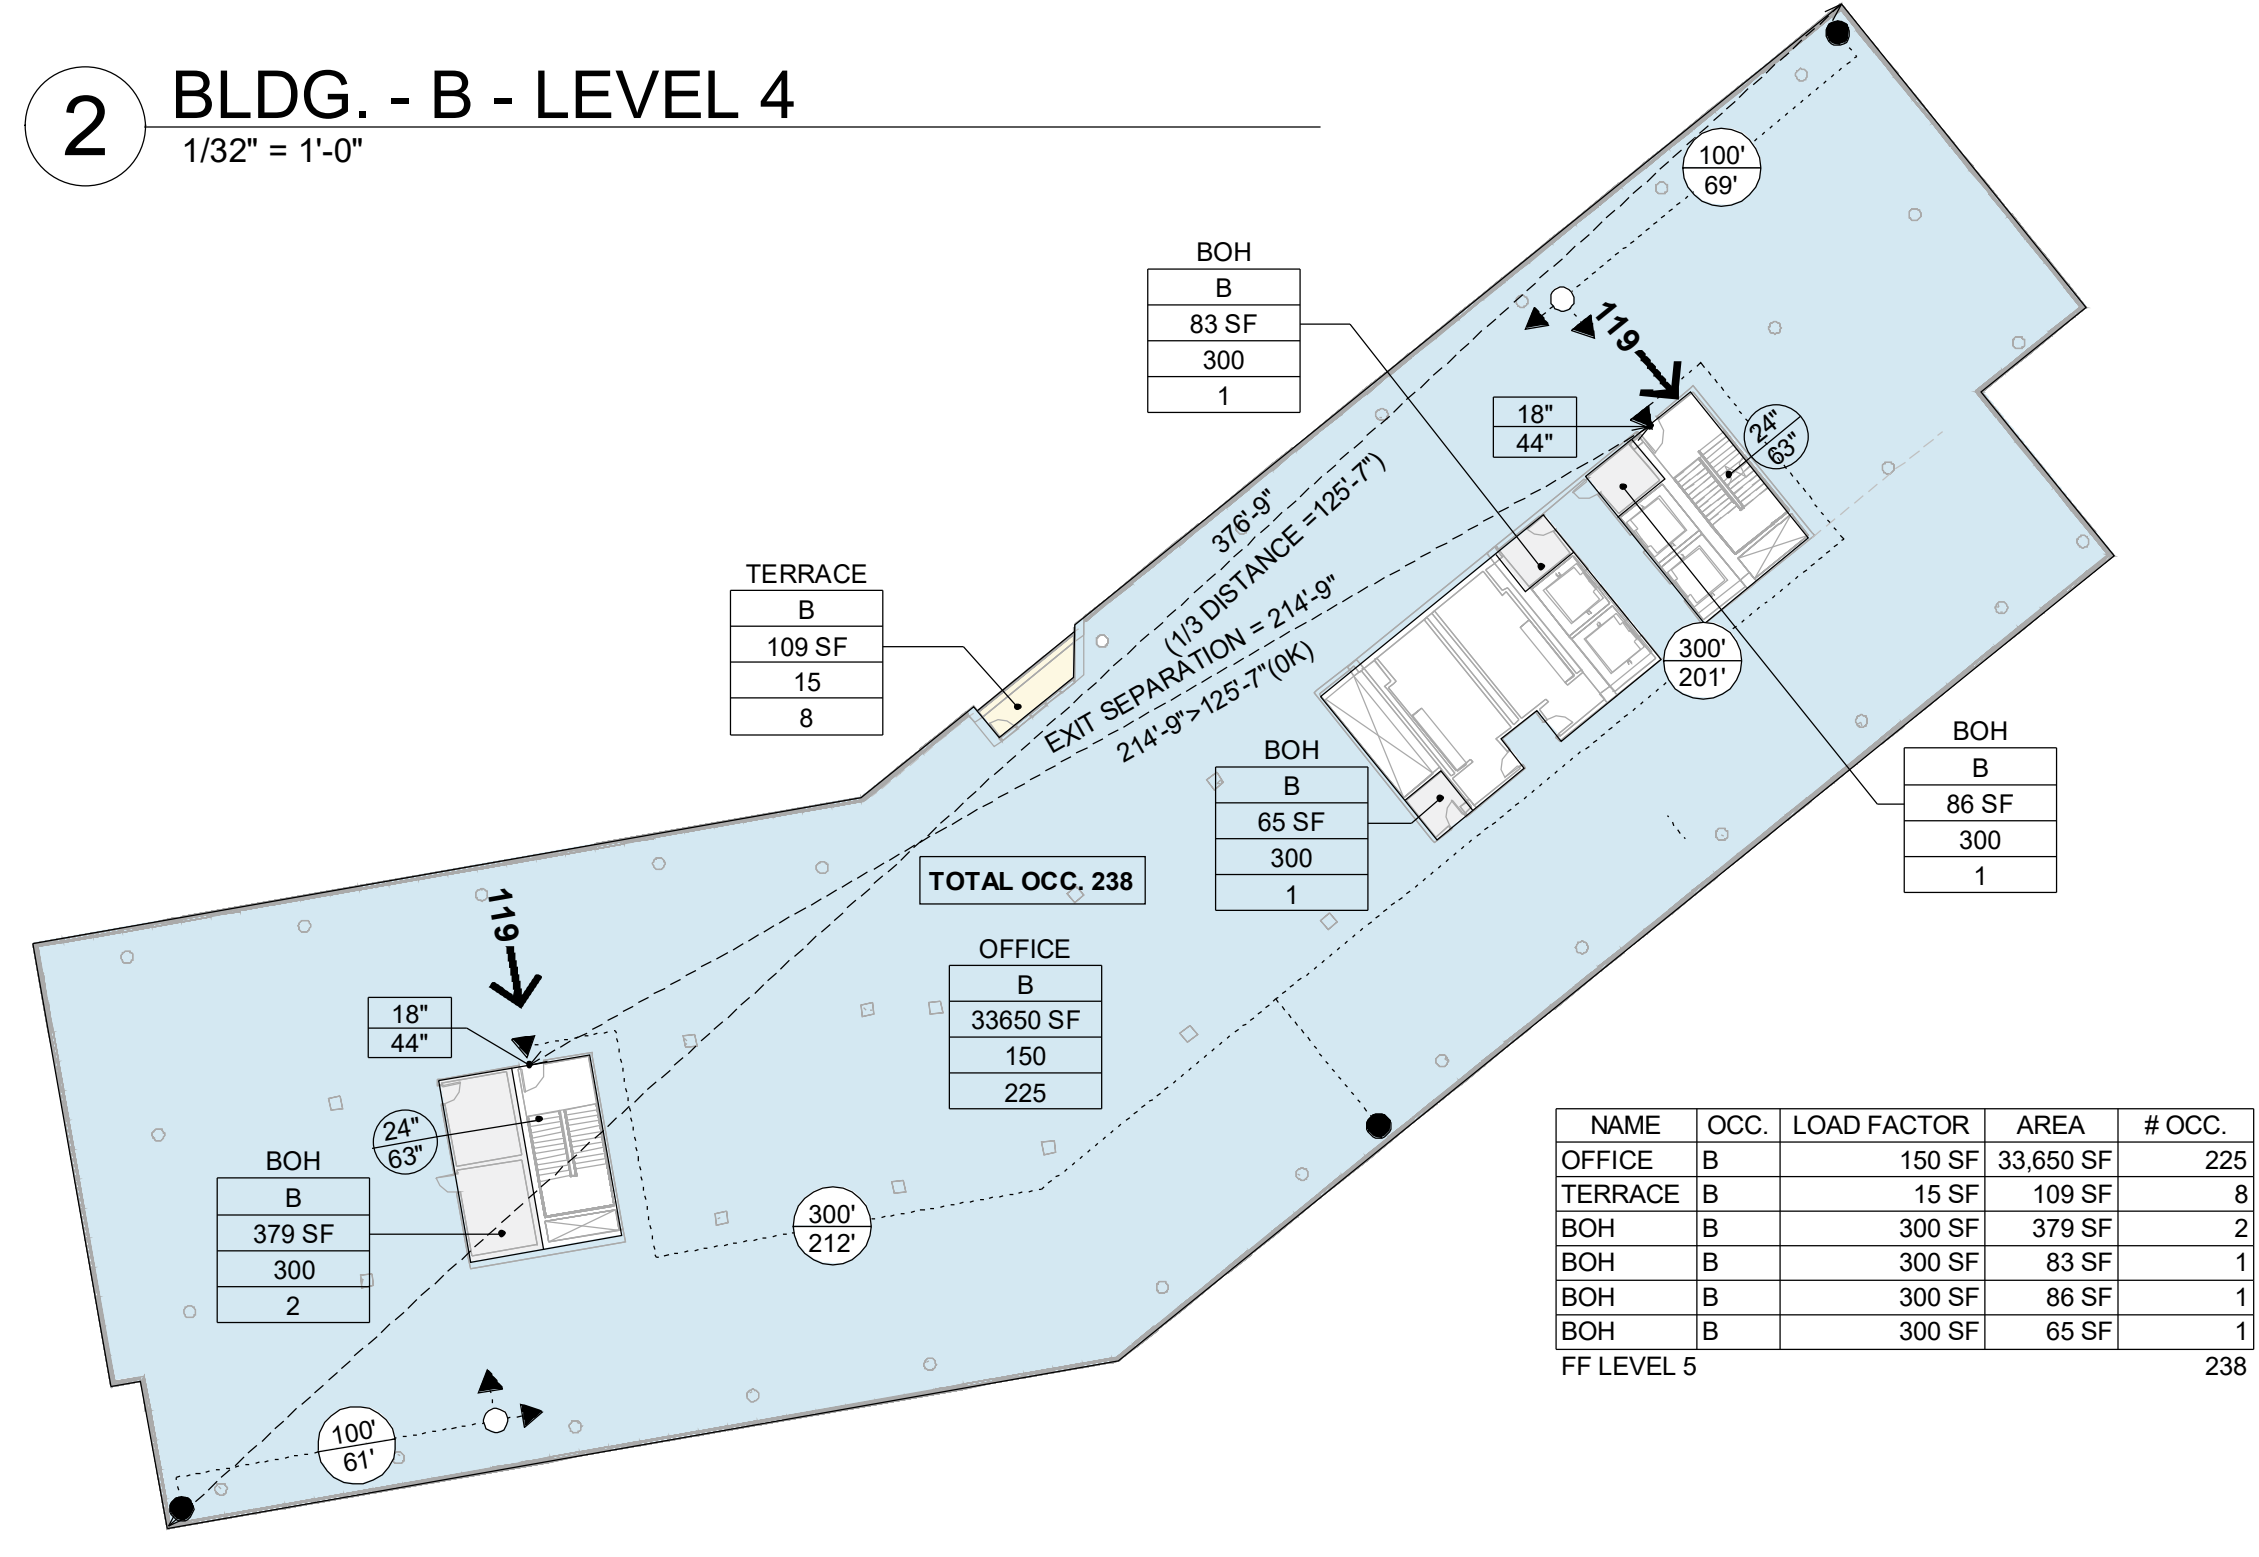 2
BLDG. - B - LEVEL 4
1/32" = 1'-0"
100'
69'
BOH
B
83 SF
300
1
119
18"
44"
24"
63"
376'-9"
(1/3 DISTANCE =125'-7")
EXIT SEPARATION = 214'-9"
214'-9">125'-7"(0K)
TERRACE
B
109 SF
15
8
300'
201'
BOH
B
65 SF
300
1
BOH
B
86 SF
300
1
TOTAL OCC. 238
119
OFFICE
B
33650 SF
150
225
18"
44"
24"
63"
BOH
B
379 SF
300
2
300'
212'
100'
61'
NAME OCC. LOAD FACTOR AREA # OCC.
OFFICE B 150 SF 33,650 SF 225
TERRACE B 15 SF 109 SF 8
BOH B 300 SF 379 SF 2
BOH B 300 SF 83 SF 1
BOH B 300 SF 86 SF 1
BOH B 300 SF 65 SF 1
FF LEVEL 5 238